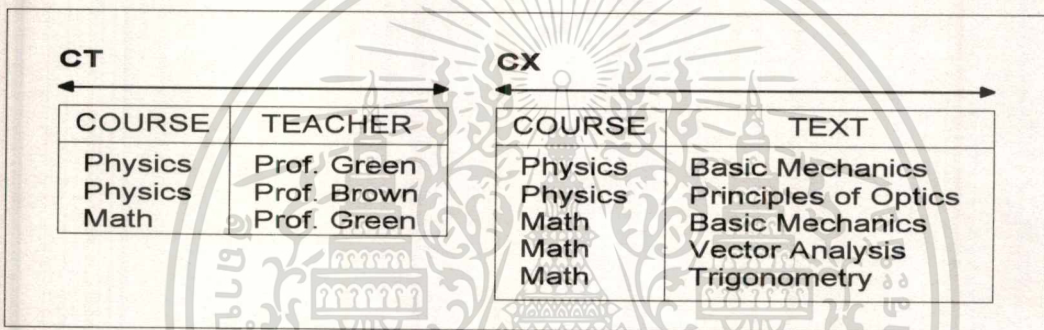 CT
COURSE TEACHER
Physics Prof. Green
Physics Prof. Brown
Math Prof. Green
CX
COURSE TEXT
Physics Basic Mechanics
Physics Principles of Optics
Math Basic Mechanics
Math Vector Analysis
Math Trigonometry